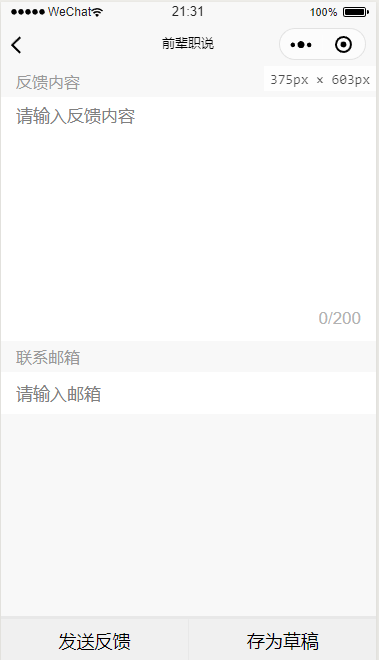 ●●●●● WeChat 21:31 100%
前辈职说
反馈内容 375px × 603px
请输入反馈内容
0/200
联系邮箱
请输入邮箱
发送反馈 存为草稿